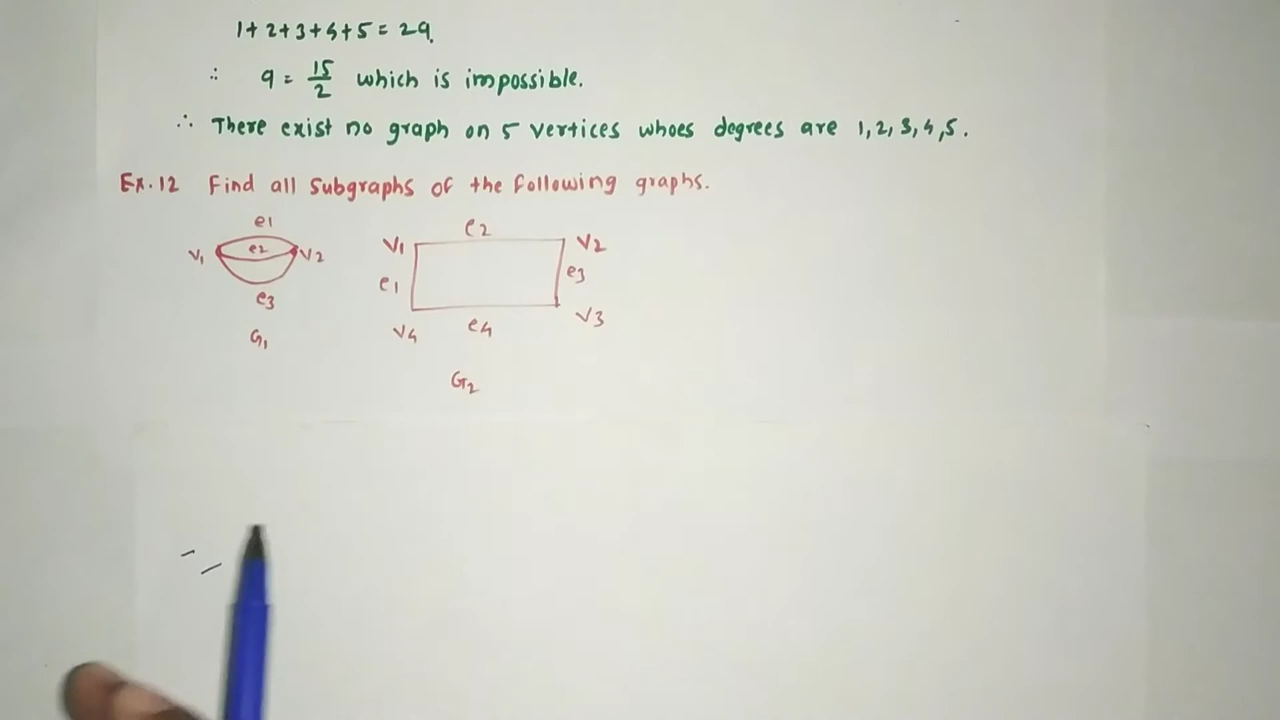 1+2+3+4+5 = 2q.
∴ q = 15/2 which is impossible.
∴ There exist no graph on 5 vertices whoes degrees are 1, 2, 3, 4, 5.
Ex.12 Find all subgraphs of the following graphs.
e1
v1 e2 v2
e3
G1
e2
v1 v2
e1 e3
v4 e4 v3
G2